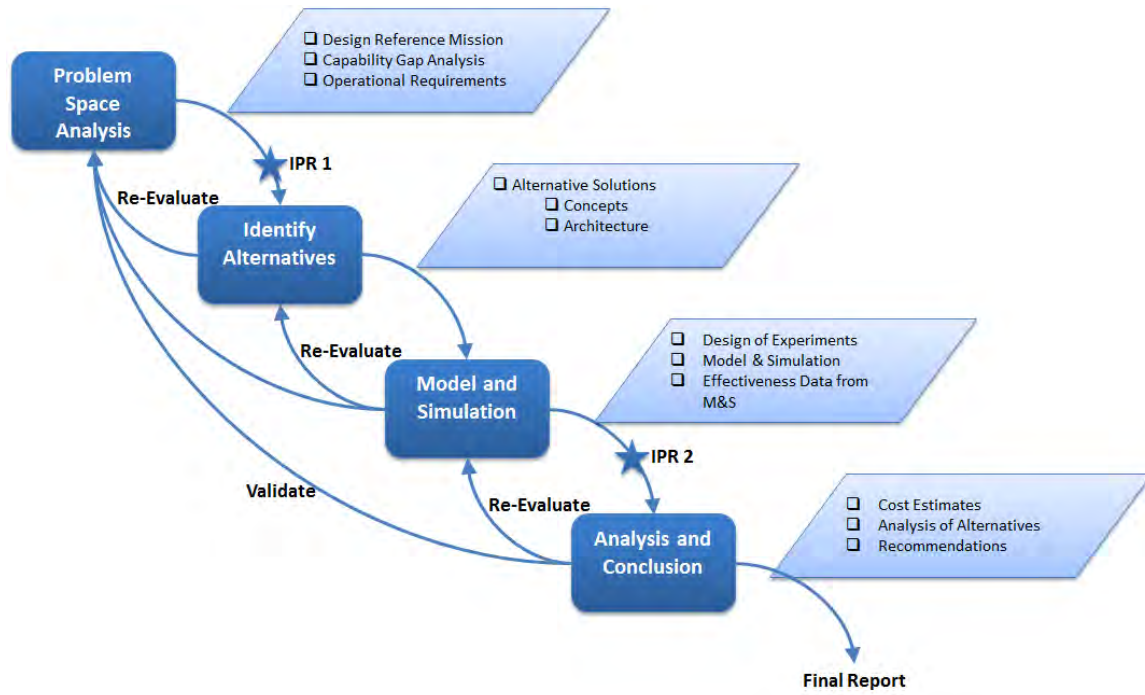 Problem
Space
Analysis
❑ Design Reference Mission
❑ Capability Gap Analysis
❑ Operational Requirements
IPR 1
Re-Evaluate
Identify
Alternatives
❑ Alternative Solutions
❑ Concepts
❑ Architecture
Re-Evaluate
Model and
Simulation
❑ Design of Experiments
❑ Model & Simulation
❑ Effectiveness Data from
M&S
IPR 2
Validate
Re-Evaluate
Analysis and
Conclusion
❑ Cost Estimates
❑ Analysis of Alternatives
❑ Recommendations
Final Report